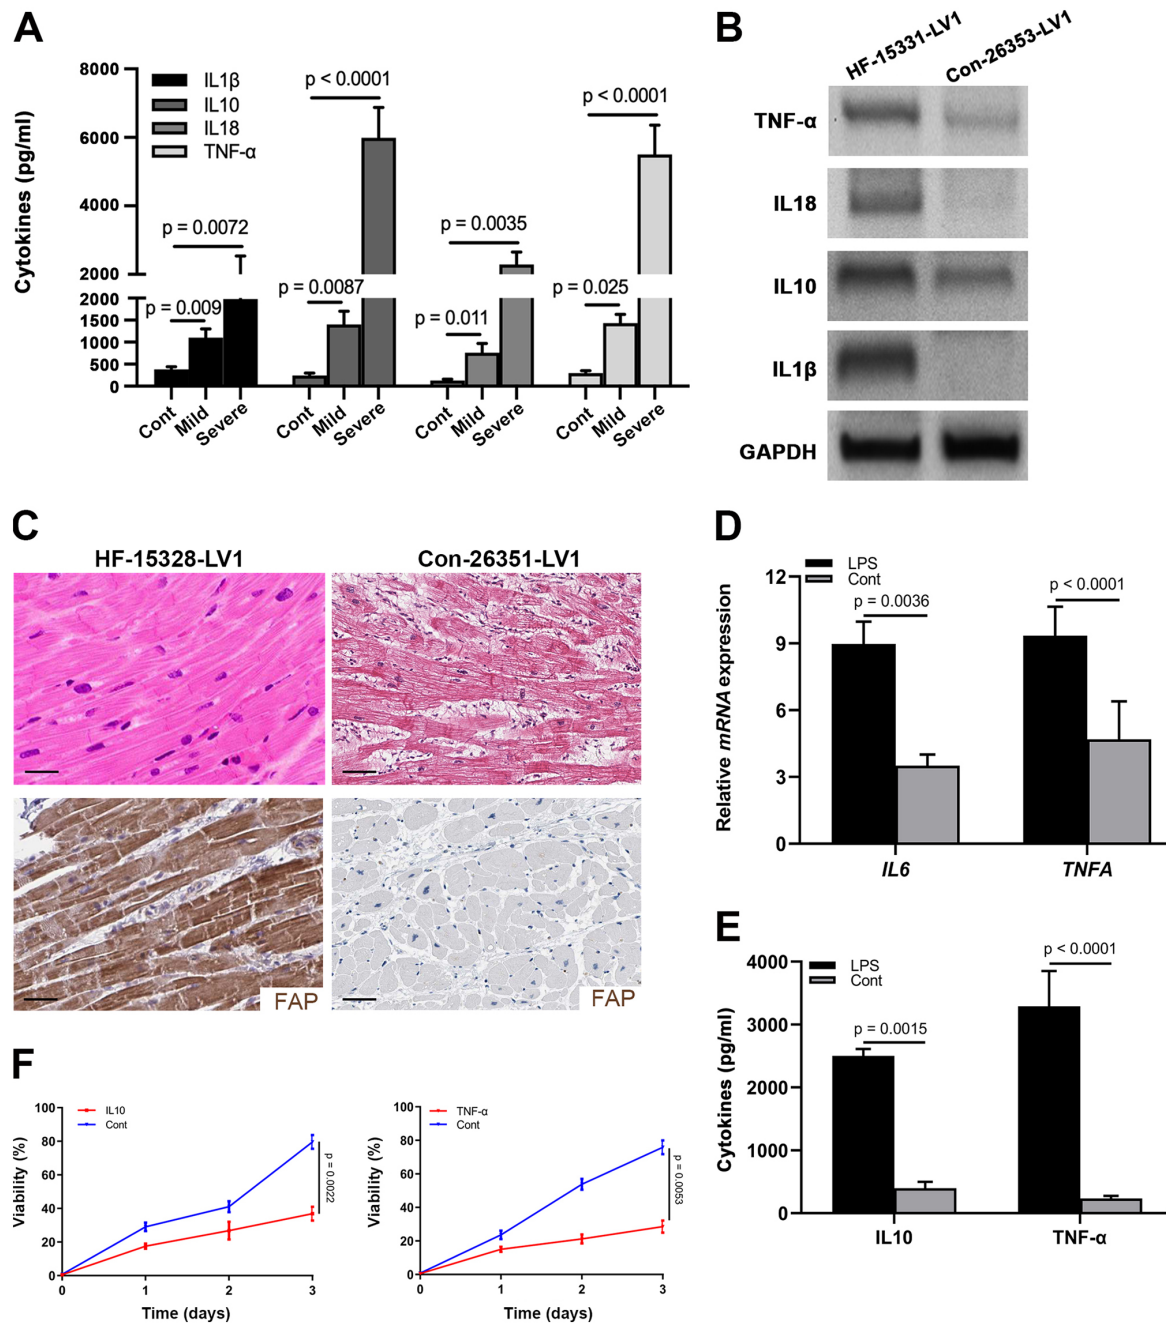 A
8000
6000
4000
2000
2000
1500
1000
500
0
Cytokines (pg/ml)
IL1β
IL10
IL18
TNF-α
p = 0.0072
p = 0.009
p < 0.0001
p = 0.0087
p = 0.0035
p = 0.011
p < 0.0001
p = 0.025
Cont Mild Severe Cont Mild Severe Cont Mild Severe Cont Mild Severe
B
HF-15331-LV1 Con-26353-LV1
TNF-α
IL18
IL10
IL1β
GAPDH
C
HF-15328-LV1 Con-26351-LV1
FAP FAP
D
LPS
Cont
12
9
6
3
0
Relative mRNA expression
p = 0.0036
p < 0.0001
IL6 TNFA
E
LPS
Cont
4000
3000
2000
1000
0
Cytokines (pg/ml)
p = 0.0015
p < 0.0001
IL10 TNF-α
F
IL10
Cont
100
80
60
40
20
0
Viability (%)
p = 0.0022
0 1 2 3
Time (days)
TNF-α
Cont
100
80
60
40
20
0
Viability (%)
p = 0.0053
0 1 2 3
Time (days)